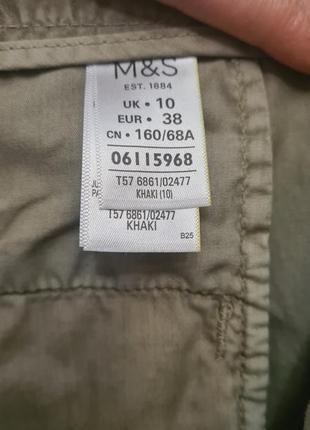 M&S
EST. 1884
UK • 10
EUR • 38
CN • 160/68A
06115968
T57 6861/02477
KHAKI (10)
T57 6861/02477
KHAKI
B25